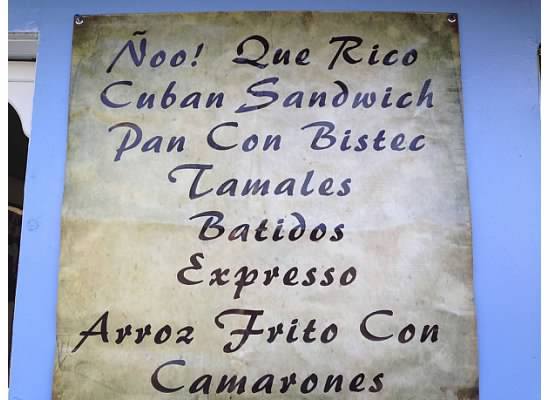 Ñoo! Que Rico
Cuban Sandwich
Pan Con Bistec
Tamales
Batidos
Expresso
Arroz Frito Con
Camarones